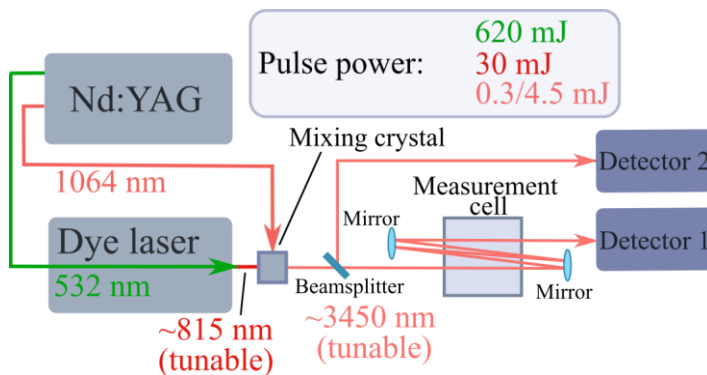 620 mJ
Pulse power: 30 mJ
0.3/4.5 mJ
Nd:YAG
Mixing crystal
1064 nm
Detector 2
Measurement
cell
Mirror
Dye laser
Detector 1
532 nm
Beamsplitter
Mirror
~815 nm
(tunable)
~3450 nm
(tunable)